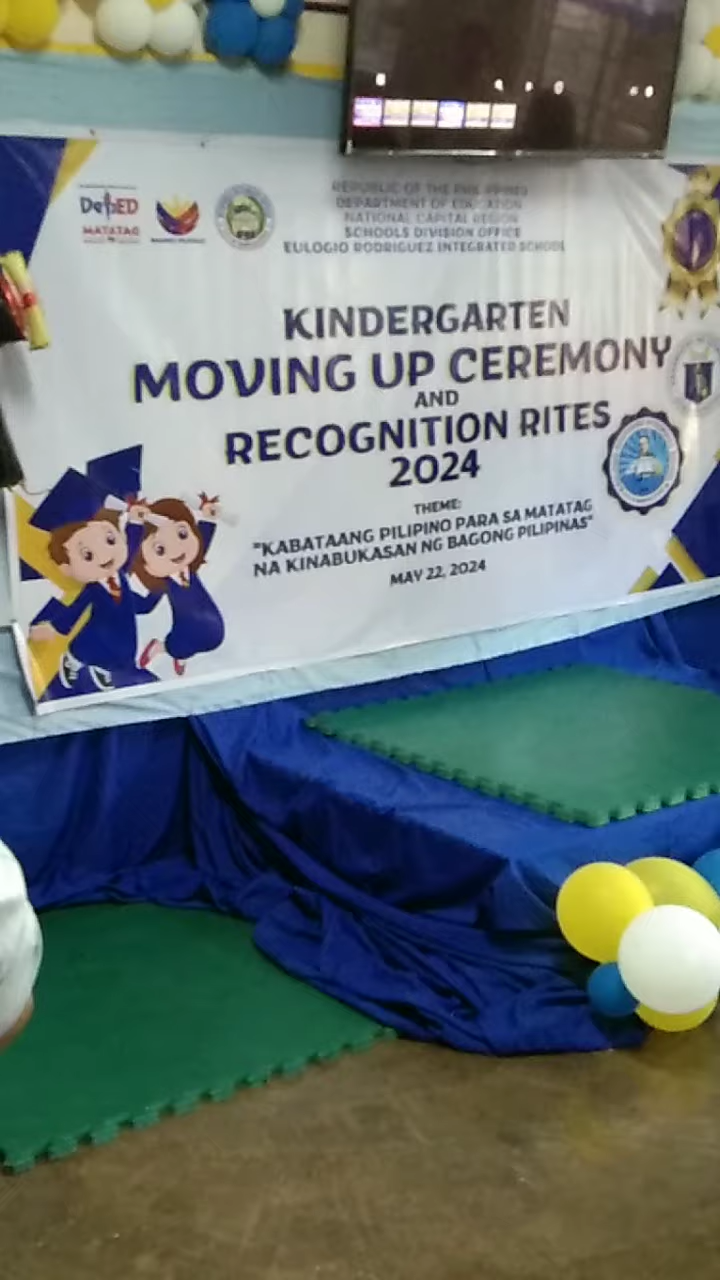 DepED
MATATAG
REPUBLIC OF THE PHILIPPINES
DEPARTMENT OF EDUCATION
NATIONAL CAPITAL REGION
SCHOOLS DIVISION OFFICE
EULOGIO RODRIGUEZ INTEGRATED SCHOOL
KINDERGARTEN
MOVING UP CEREMONY
AND
RECOGNITION RITES
2024
THEME:
"KABATAANG PILIPINO PARA SA MATATAG
NA KINABUKASAN NG BAGONG PILIPINAS"
MAY 22, 2024